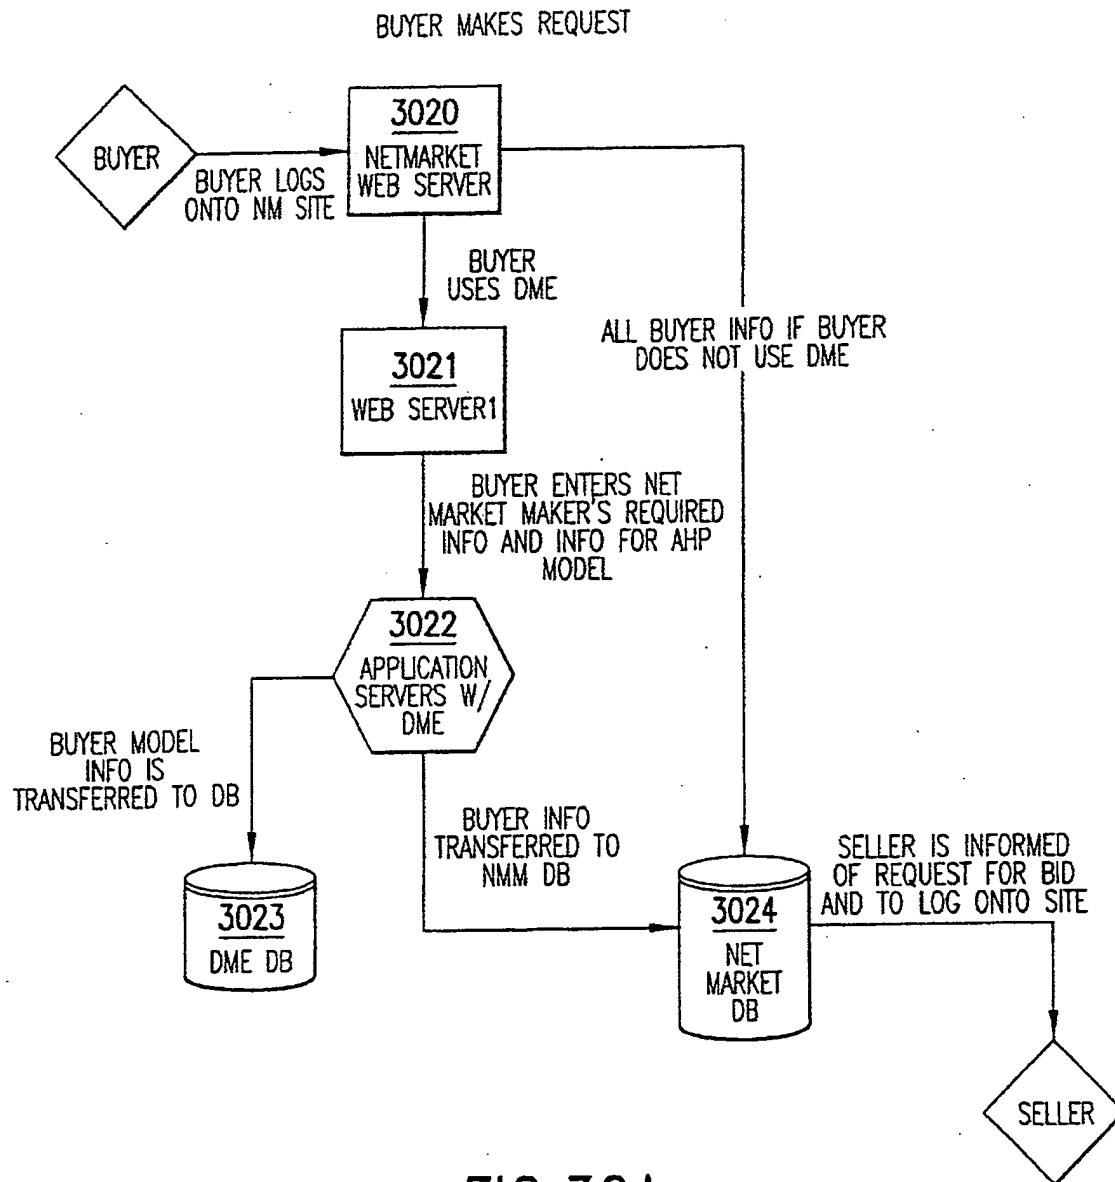 BUYER MAKES REQUEST
BUYER
BUYER LOGS
ONTO NM SITE
3020
NETMARKET
WEB SERVER
BUYER
USES DME
ALL BUYER INFO IF BUYER
DOES NOT USE DME
3021
WEB SERVER1
BUYER ENTERS NET
MARKET MAKER'S REQUIRED
INFO AND INFO FOR AHP
MODEL
3022
APPLICATION
SERVERS W/
DME
BUYER MODEL
INFO IS
TRANSFERRED TO DB
BUYER INFO
TRANSFERRED TO
NMM DB
3023
DME DB
3024
NET
MARKET
DB
SELLER IS INFORMED
OF REQUEST FOR BID
AND TO LOG ONTO SITE
SELLER